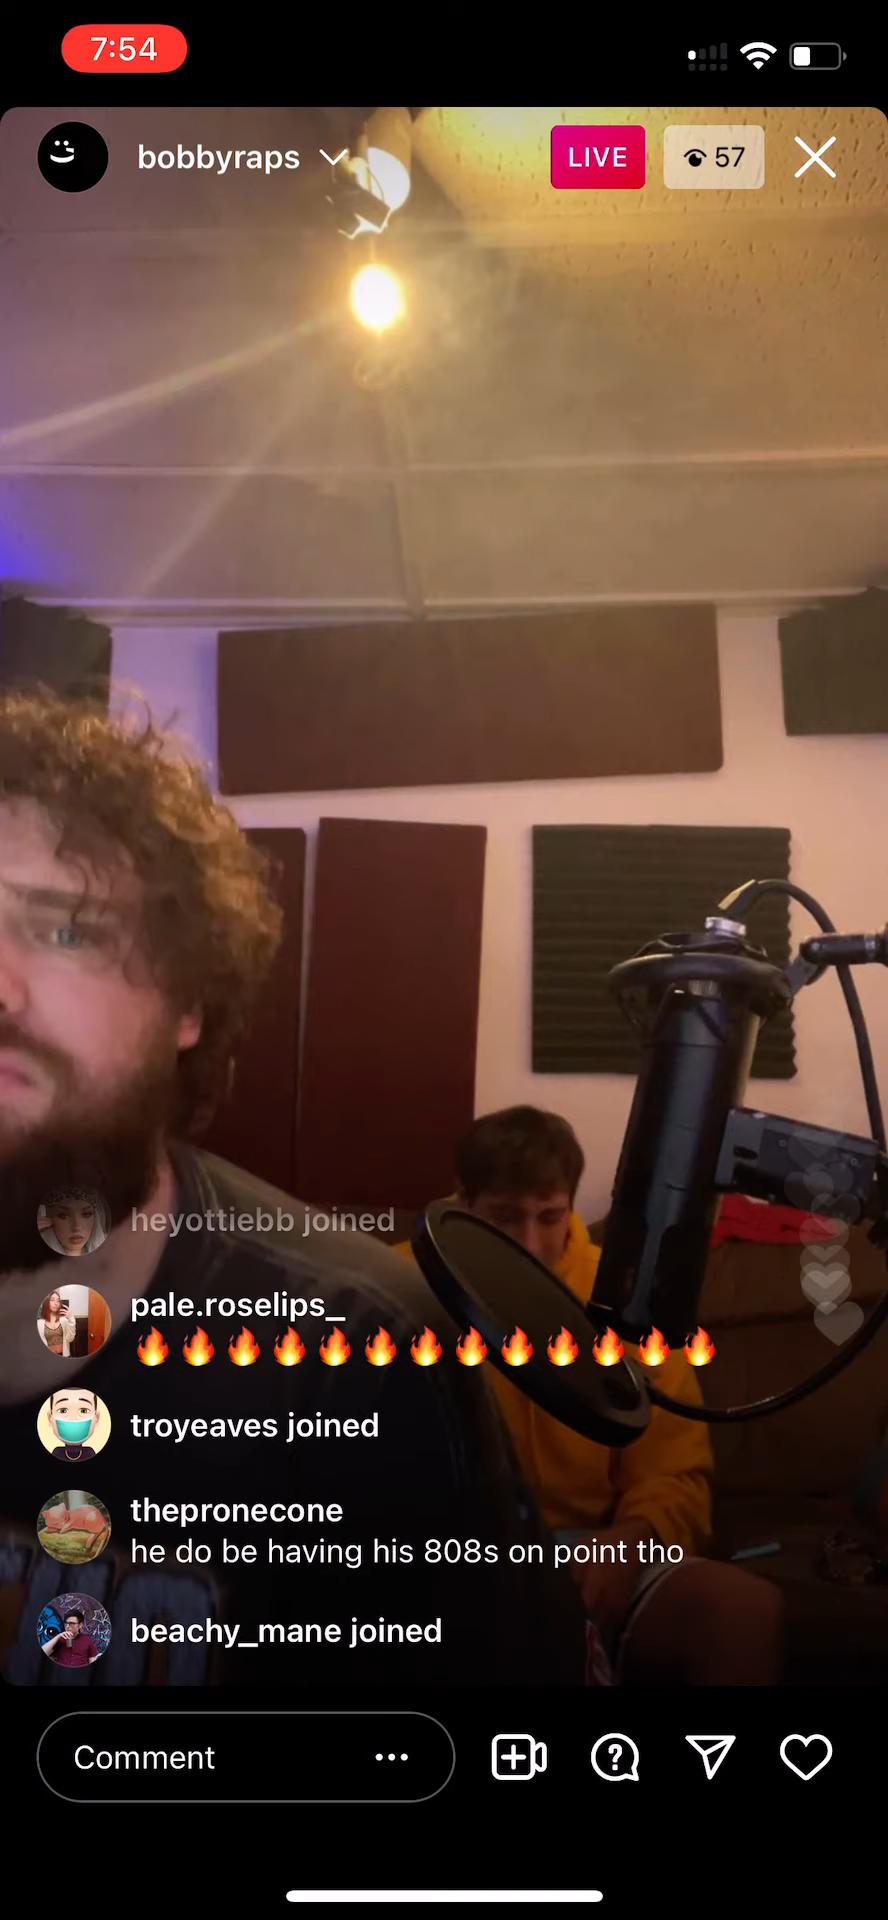 7:54
bobbyraps
LIVE
57
heyottiebb joined
pale.roselips_
🔥🔥🔥🔥🔥🔥🔥🔥🔥🔥🔥🔥🔥
troyeaves joined
thepronecone
he do be having his 808s on point tho
beachy_mane joined
Comment